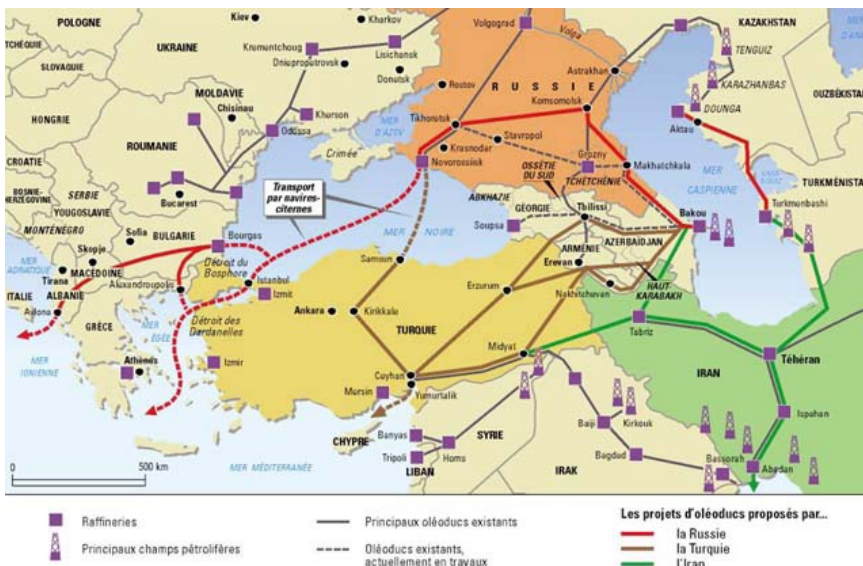 POLOGNE
Kiev
Kharkov
Volgograd
Volga
KAZAKHSTAN
MER
D'ARAL
TCHÉQUIE
SLOVAQUIE
UKRAINE
Krementchoug
Lisichansk
Dniepropetrovsk
Donetsk
Astrakhan
TENGUIZ
KARAZHANBAS
OUZBÉKISTAN
MOLDAVIE
Chisinau
Rostov
RUSSIE
Komsomolsk
DOUNGA
Aktau
HONGRIE
Kherson
Odessa
MER
D'AZOV
Tikhoretsk
Stavropol
ROUMANIE
Crimée
Krasnodar
Novorossisk
OSSÉTIE
DU SUD
Grozny
TCHÉTCHÉNIE
Makhatchkala
MER
CASPIENNE
TURKMÉNISTAN
CROATIE
BOSNIE-
HERZÉGOVINE
SERBIE
YOUGOSLAVIE
MONTÉNÉGRO
Bucarest
Transport
par navires-
citernes
ABKHAZIE
GÉORGIE
Tbilissi
Soupsa
Turkmenbashi
Bakou
Sofia
BULGARIE
Bourgas
MER NOIRE
ARMÉNIE
AZERBAÏDJAN
Erevan
MER
ADRIATIQUE
Skopje
MACÉDOINE
Tirana
ALBANIE
ITALIE
Alexandroupolis
Détroit du
Bosphore
Istanbul
Izmit
Samsun
Erzurum
Nakhitchevan
HAUT-
KARABAKH
GRÈCE
MER
ÉGÉE
Détroit des
Dardanelles
Ankara
Kirikkale
TURQUIE
Midyat
Tabriz
Téhéran
MER
IONIENNE
Athènes
Izmir
Ceyhan
Mersin
Yumurtalik
IRAN
CHYPRE
Banyas
Tripoli
LIBAN
SYRIE
Homs
Baiji
Kirkouk
Ispahan
0
500 km
MER MÉDITERRANÉE
IRAK
Bagdad
Bassorah
Abadan
Raffineries
Principaux champs pétrolifères
Principaux oléoducs existants
Oléoducs existants,
actuellement en travaux
Les projets d'oléoducs proposés par...
la Russie
la Turquie
l'Iran